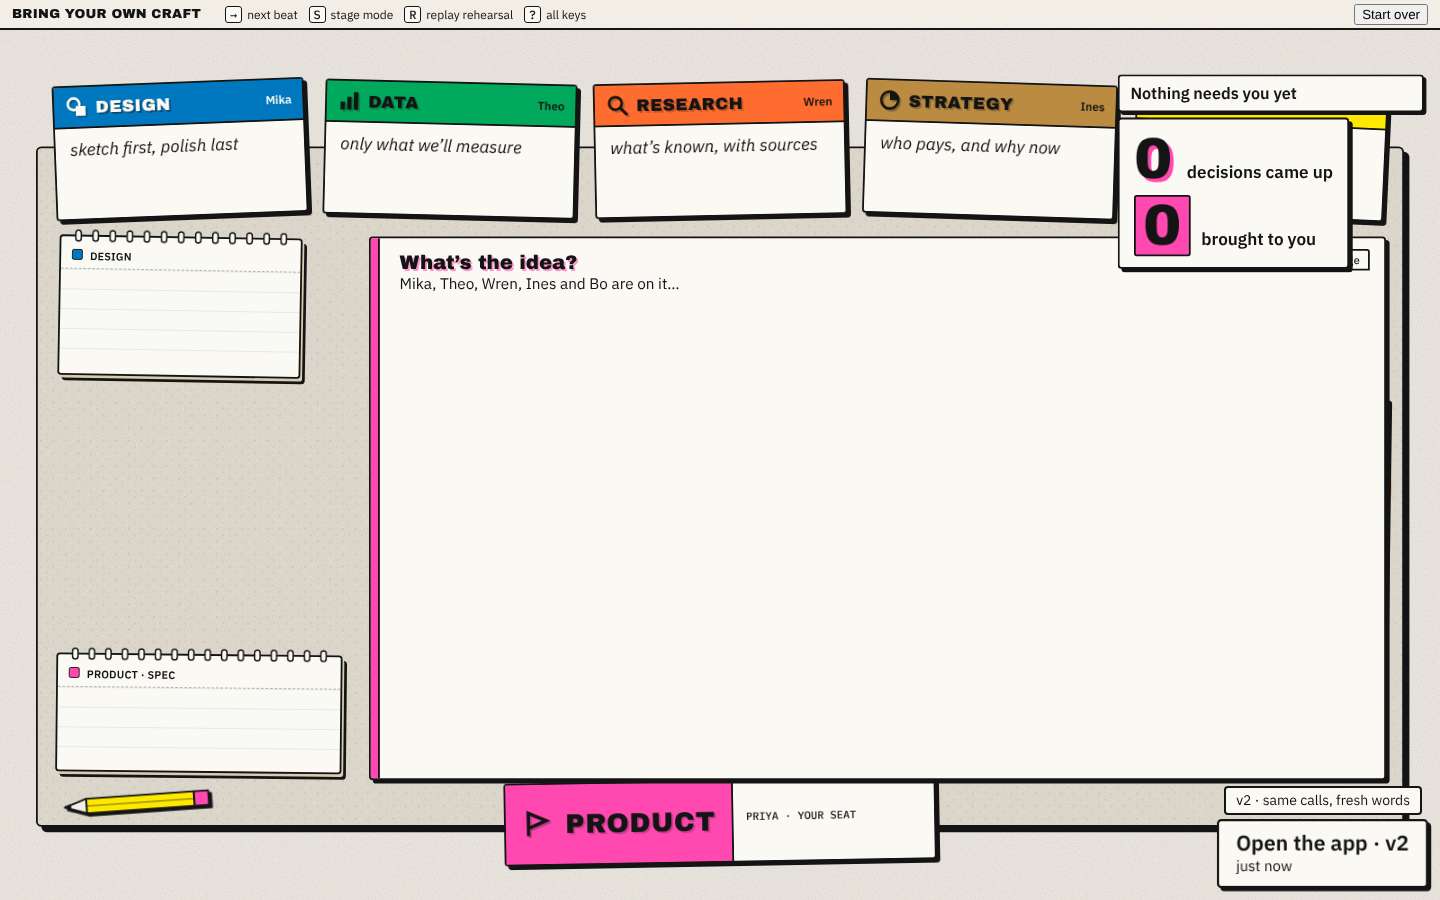 BRING YOUR OWN CRAFT
→ next beat
S stage mode
R replay rehearsal
? all keys
Start over
DESIGN
Mika
sketch first, polish last
DATA
Theo
only what we'll measure
RESEARCH
Wren
what's known, with sources
STRATEGY
Ines
who pays, and why now
Nothing needs you yet
0 decisions came up
0 brought to you
DESIGN
What's the idea?
Mika, Theo, Wren, Ines and Bo are on it…
PRODUCT · SPEC
PRODUCT
PRIYA · YOUR SEAT
v2 · same calls, fresh words
Open the app · v2
just now